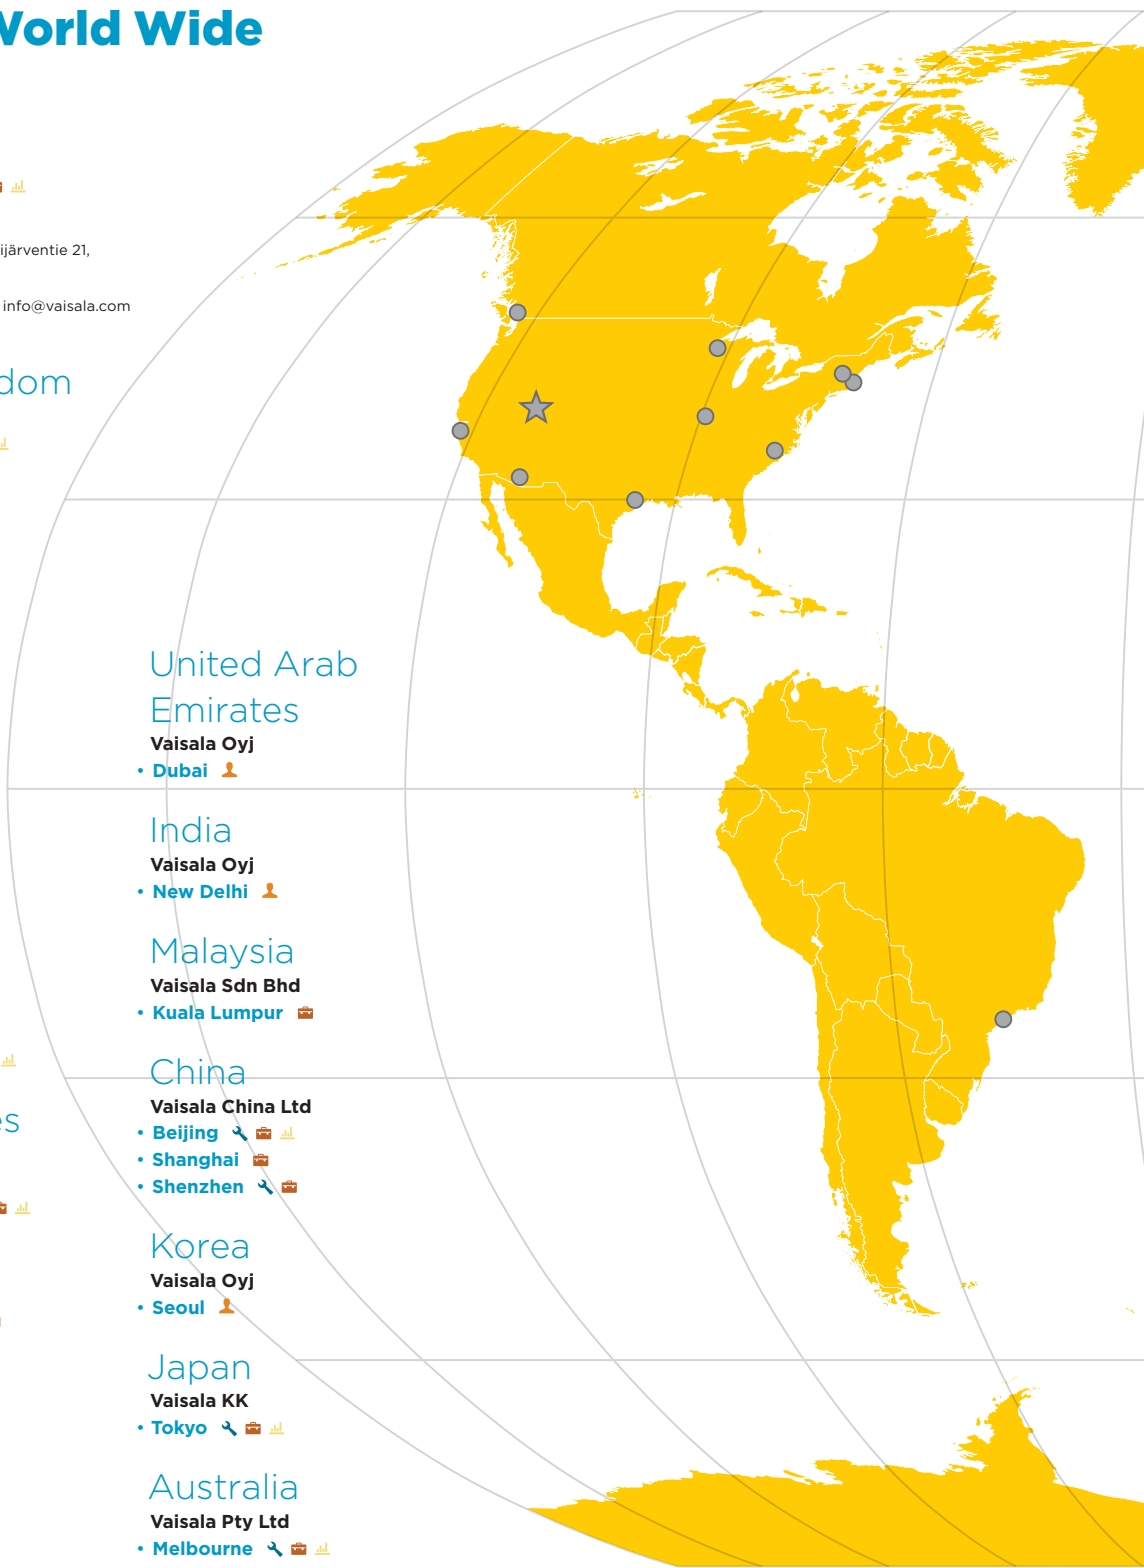 World Wide
ijärventie 21,
info@vaisala.com
dom
es
United Arab
Emirates
Vaisala Oyj
• Dubai
India
Vaisala Oyj
• New Delhi
Malaysia
Vaisala Sdn Bhd
• Kuala Lumpur
China
Vaisala China Ltd
• Beijing
• Shanghai
• Shenzhen
Korea
Vaisala Oyj
• Seoul
Japan
Vaisala KK
• Tokyo
Australia
Vaisala Pty Ltd
• Melbourne